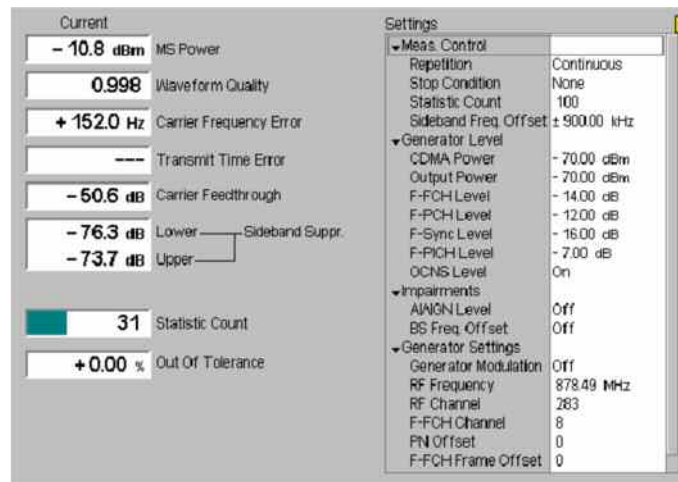 Current
– 10.8 dBm MS Power
0.998 Waveform Quality
+ 152.0 Hz Carrier Frequency Error
--- Transmit Time Error
– 50.6 dB Carrier Feedthrough
– 76.3 dB Lower Sideband Suppr.
– 73.7 dB Upper
31 Statistic Count
+0.00 % Out Of Tolerance
Settings
Meas. Control
Repetition Continuous
Stop Condition None
Statistic Count 100
Sideband Freq. Offset ± 900.00 kHz
Generator Level
CDMA Power – 70.00 dBm
Output Power – 70.00 dBm
F-FCH Level – 14.00 dB
F-PCH Level – 12.00 dB
F-Sync Level – 16.00 dB
F-PICH Level – 7.00 dB
OCNS Level On
Impairments
AWGN Level Off
BS Freq. Offset Off
Generator Settings
Generator Modulation Off
RF Frequency 878.49 MHz
RF Channel 283
F-FCH Channel 8
PN Offset 0
F-FCH Frame Offset 0